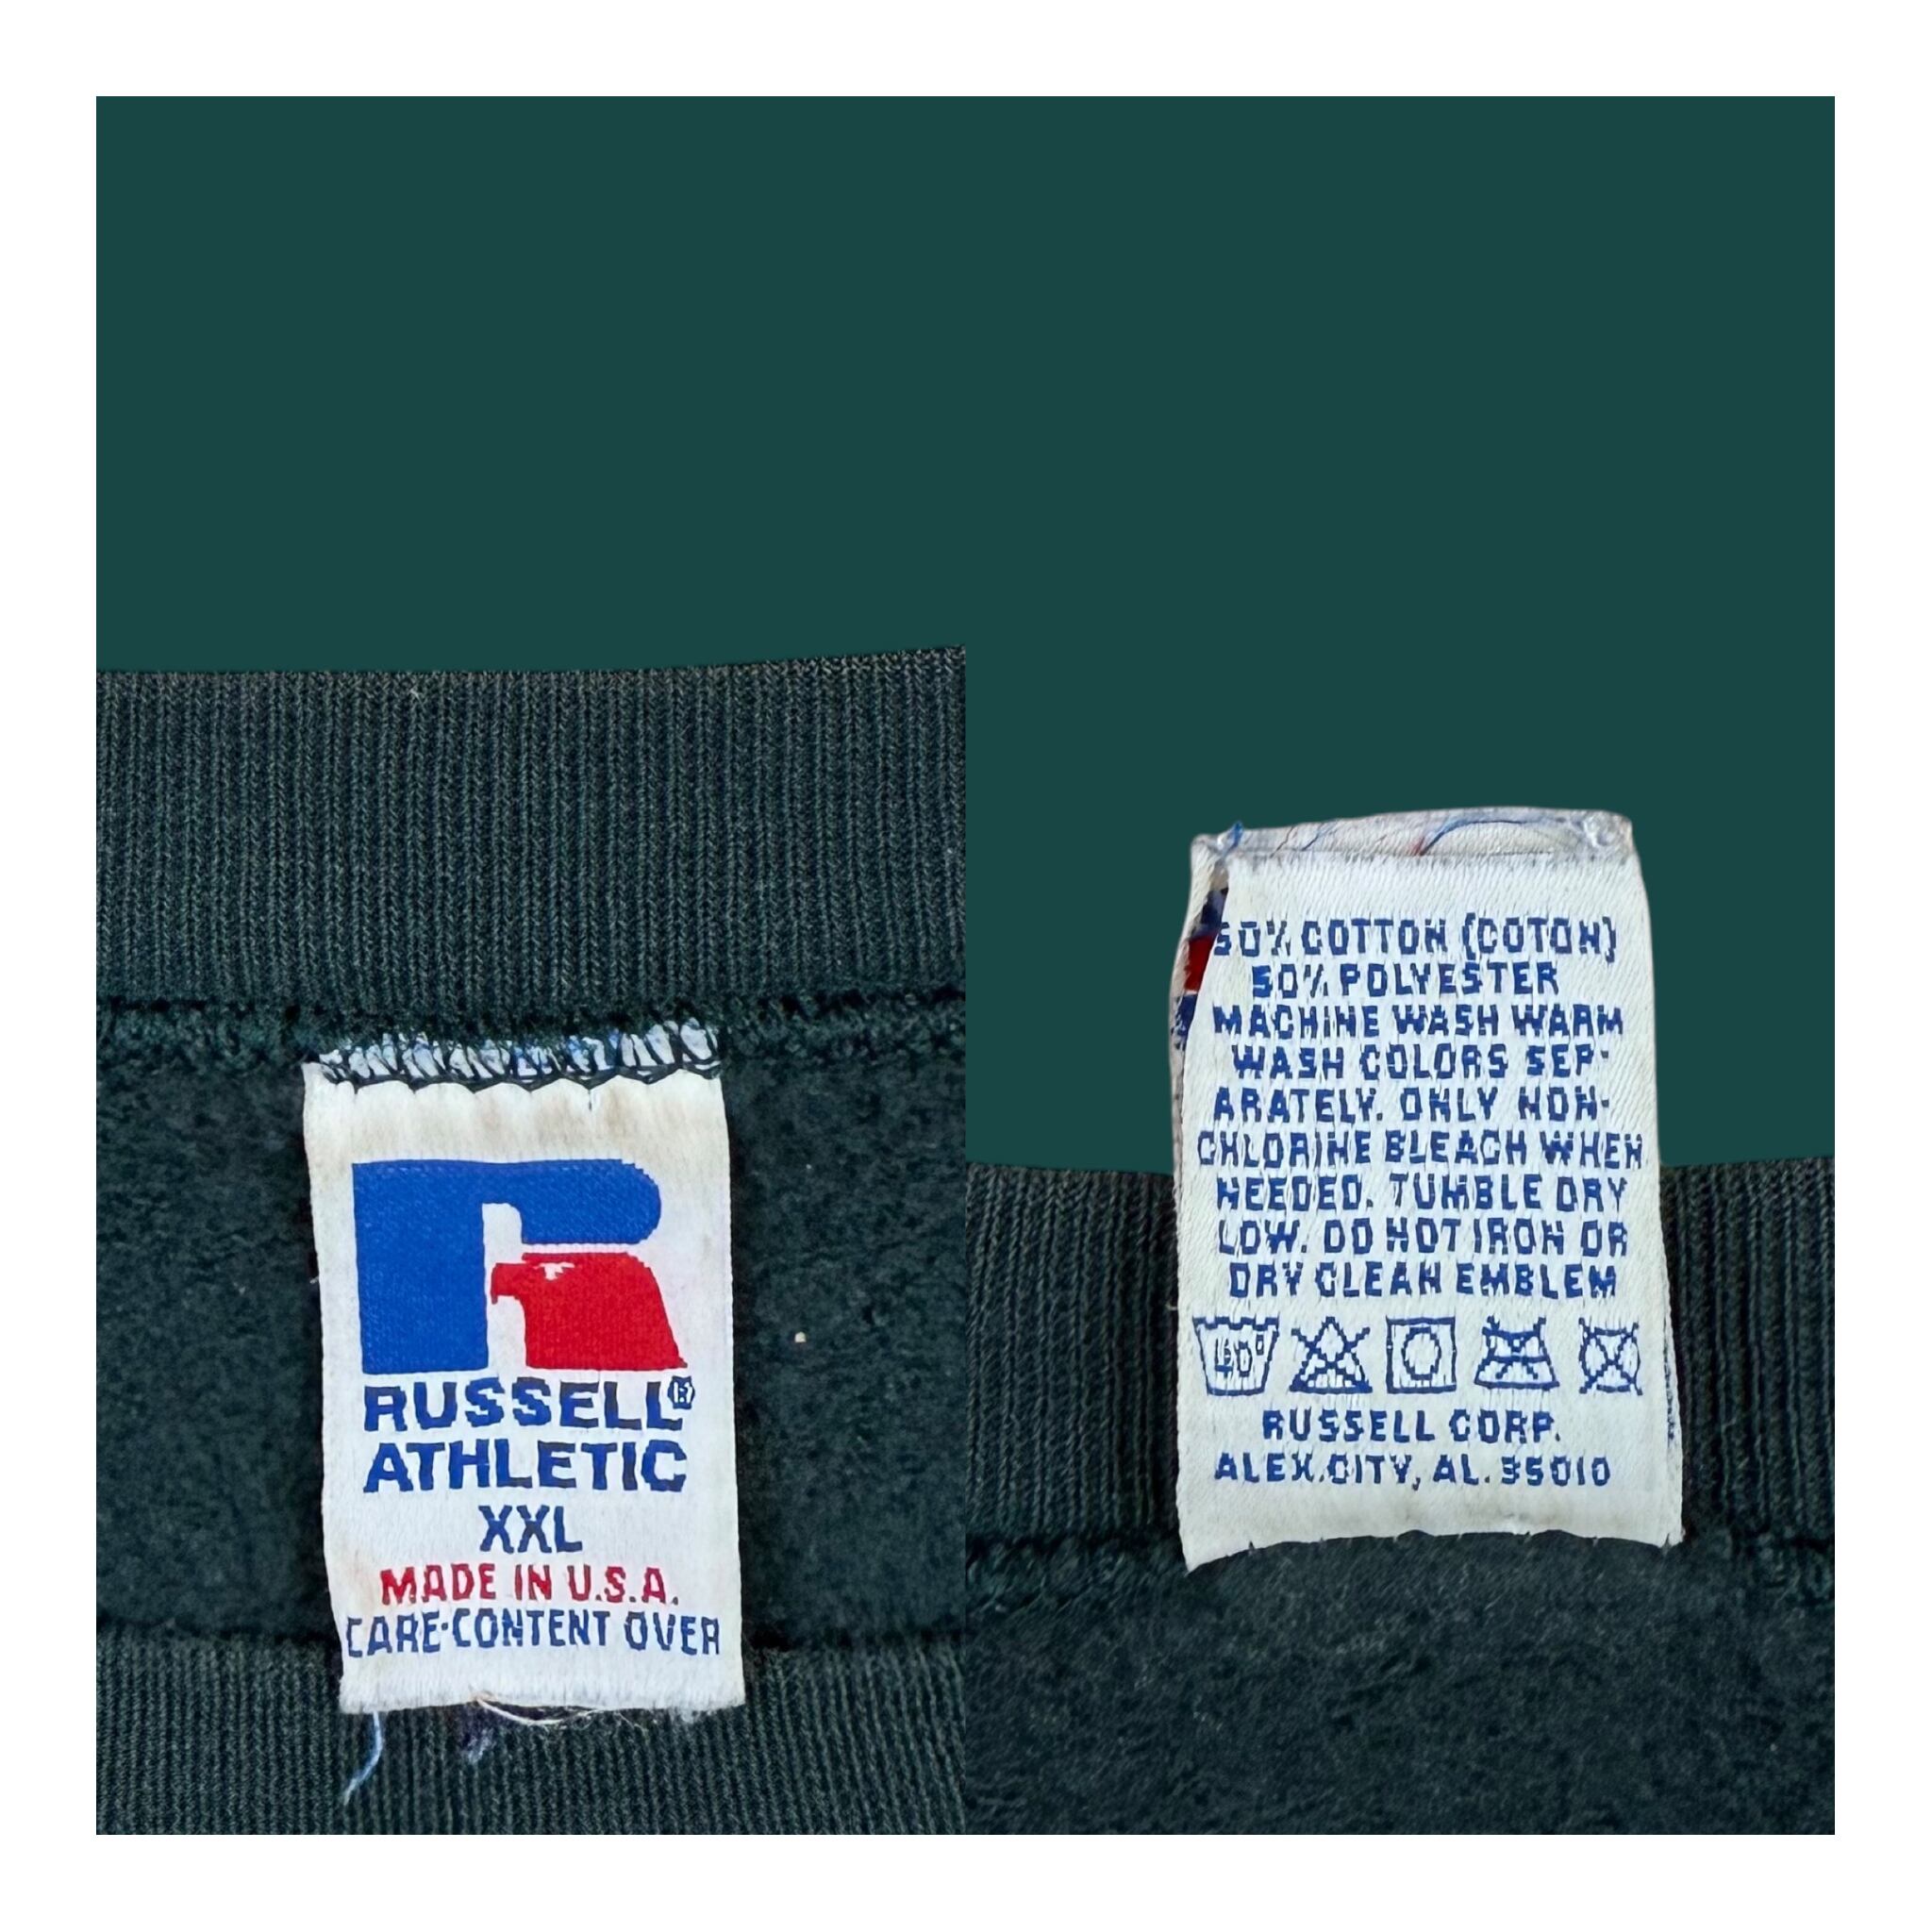 RUSSELL®
ATHLETIC
XXL
MADE IN U.S.A.
CARE-CONTENT OVER
50% COTTON (COTON)
50% POLYESTER
MACHINE WASH WARM
WASH COLORS SEP-
ARATELY. ONLY NON-
CHLORINE BLEACH WHEN
NEEDED. TUMBLE DRY
LOW. DO NOT IRON OR
DRY CLEAN EMBLEM
RUSSELL CORP.
ALEX.CITY, AL. 35010